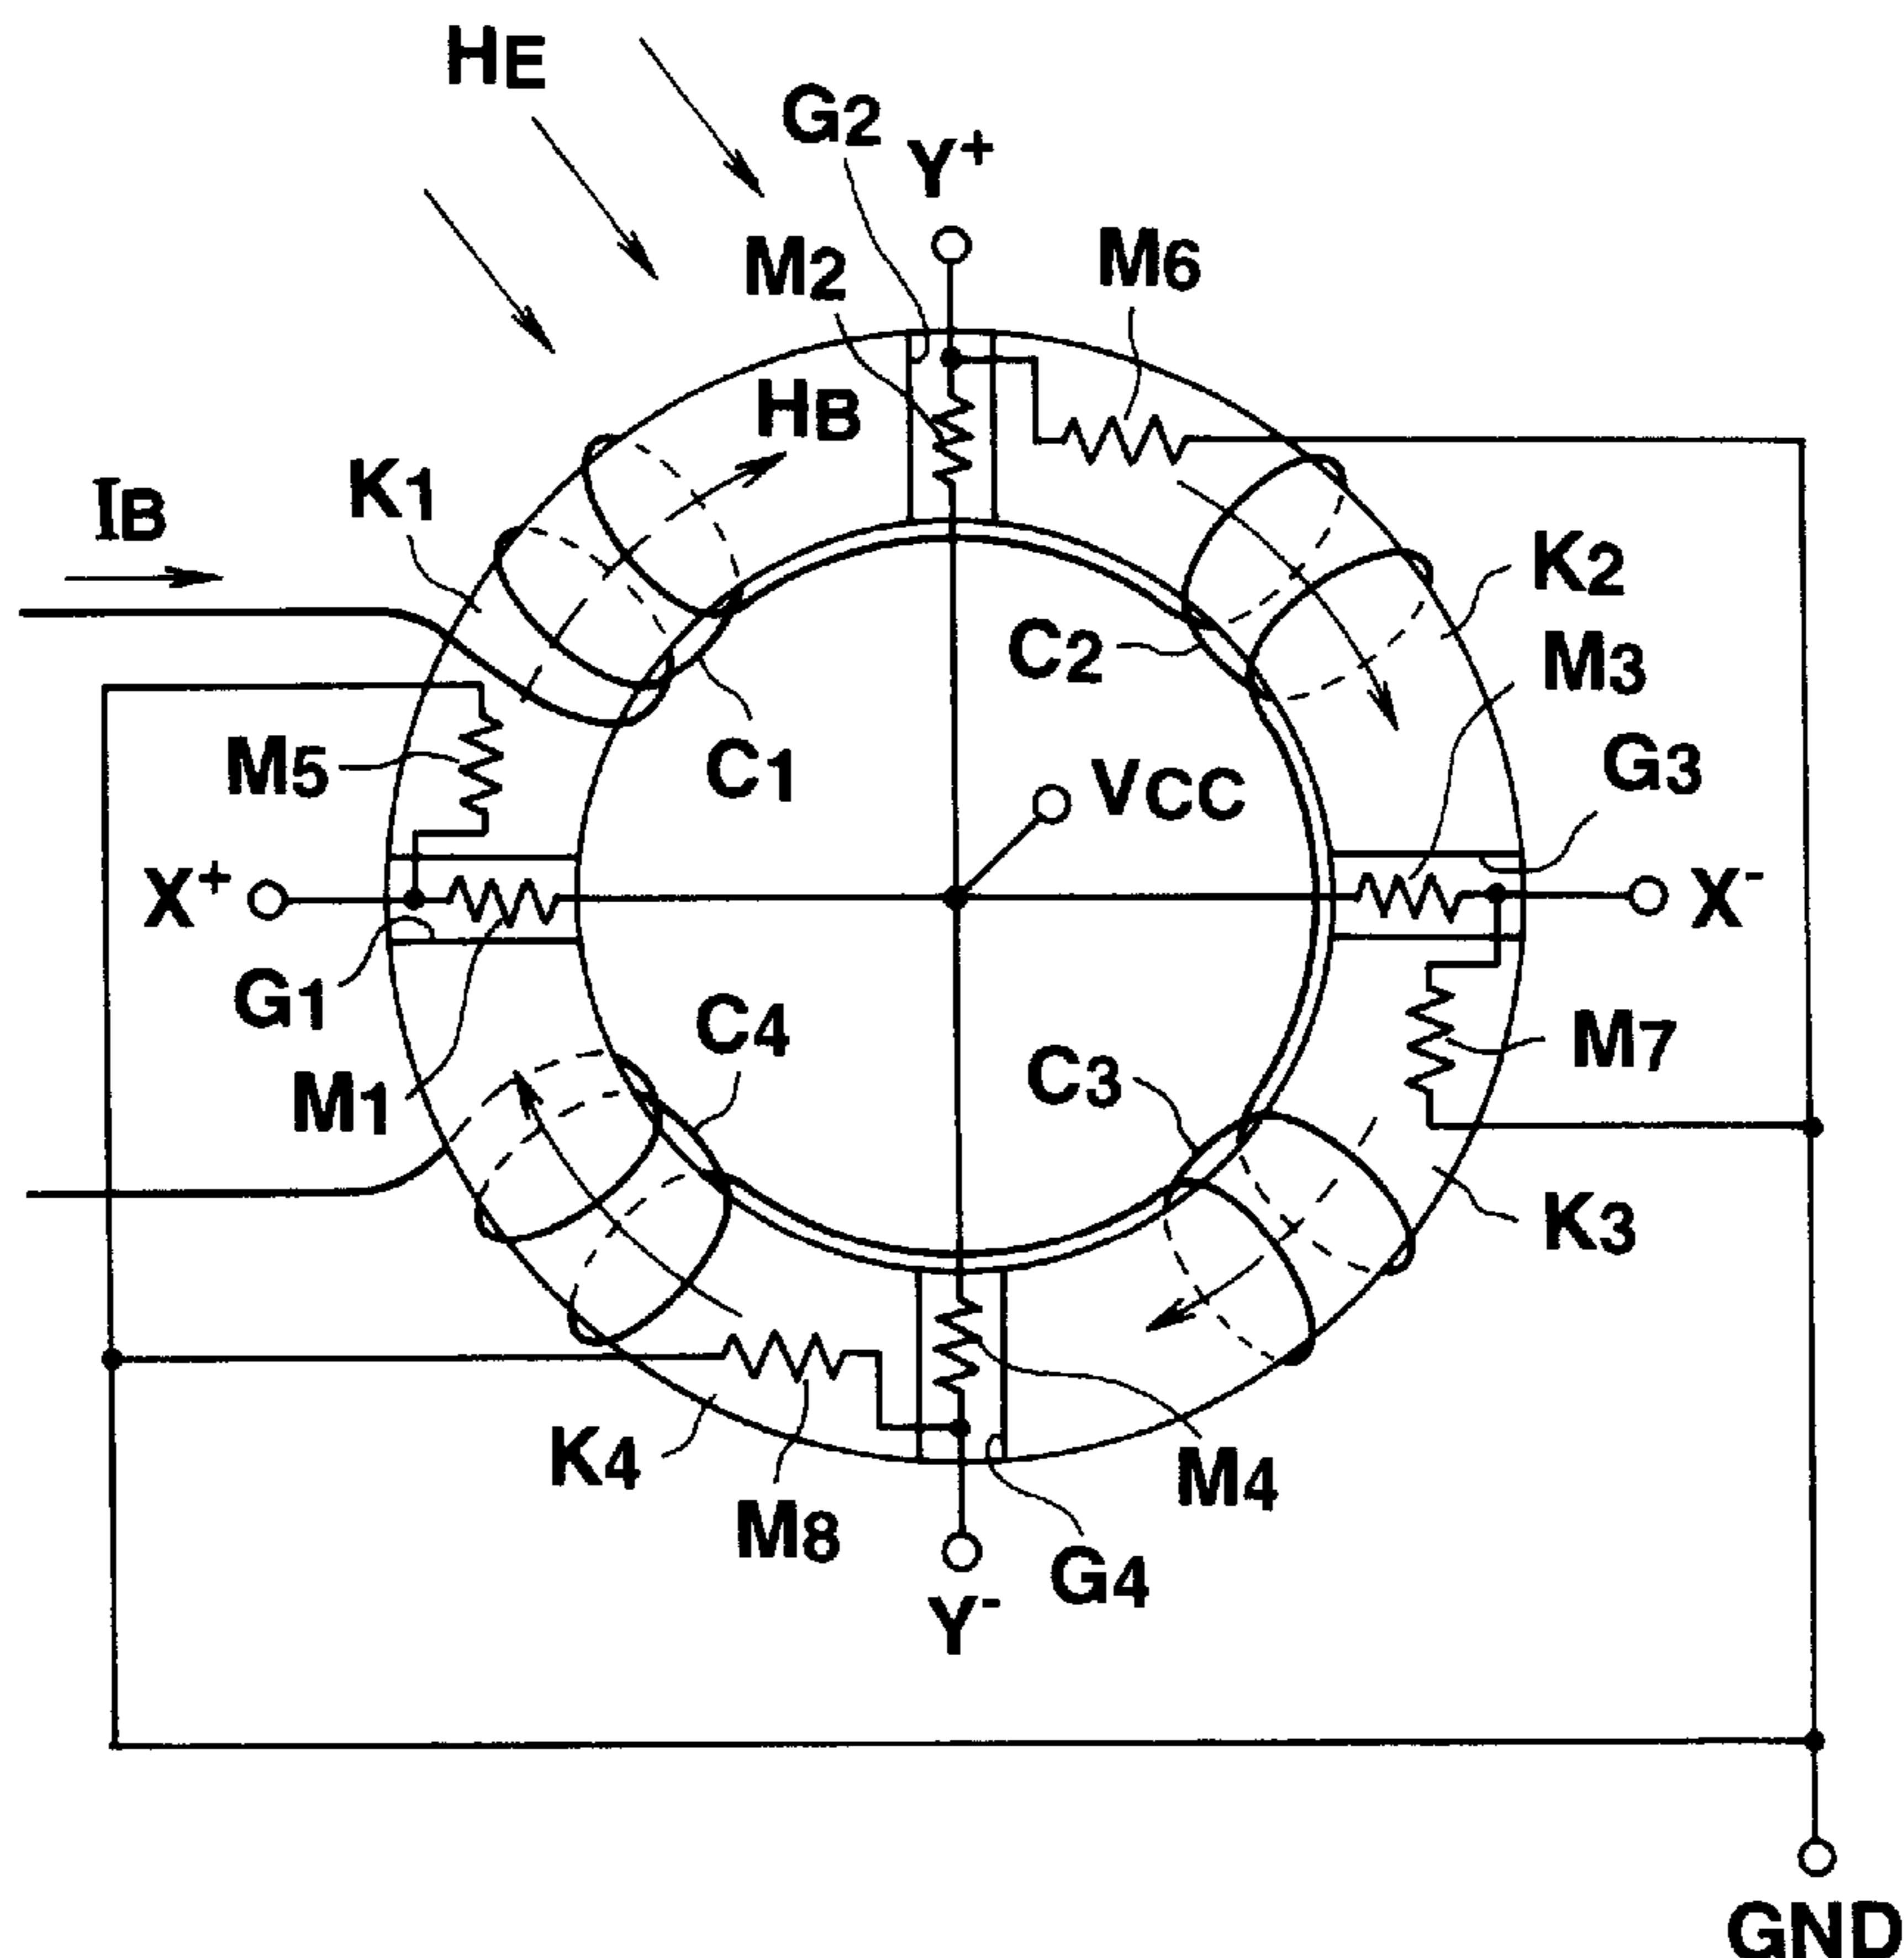 HE
G2
Y+
M2
M6
HB
K1
IB
K2
C2
M3
M5
C1
VCC
G3
X+
X-
G1
C4
M1
C3
M7
K3
K4
M4
M8
G4
Y-
GND